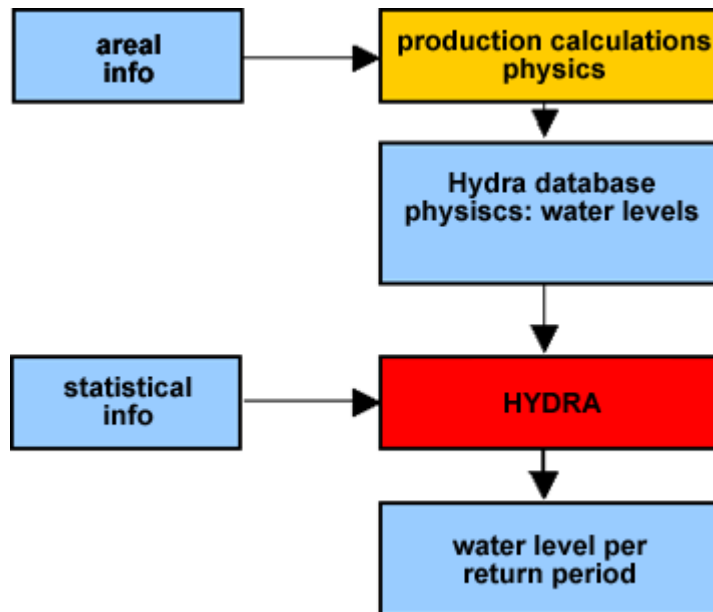 areal
info
production calculations
physics
Hydra database
physiscs: water levels
statistical
info
HYDRA
water level per
return period